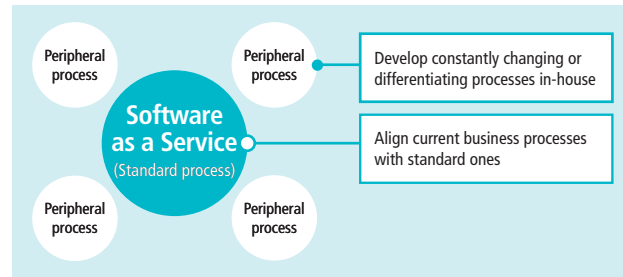 Peripheral
process
Peripheral
process
Develop constantly changing or
differentiating processes in-house
Software
as a Service
(Standard process)
Align current business processes
with standard ones
Peripheral
process
Peripheral
process